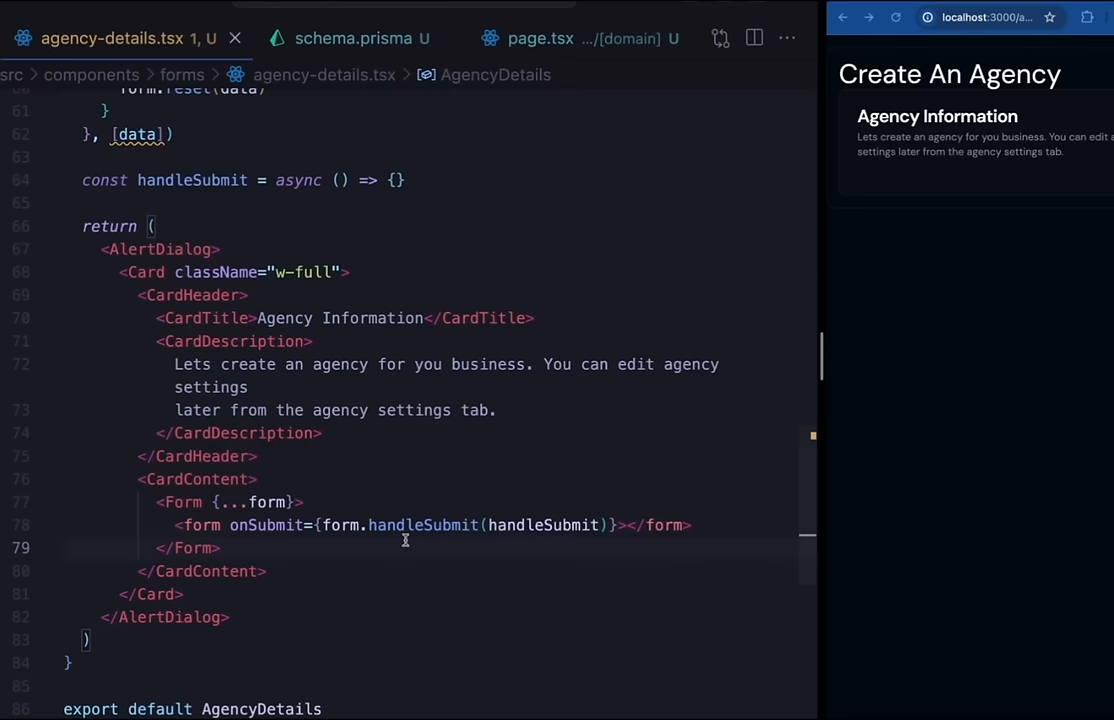 agency-details.tsx 1, U
schema.prisma U
page.tsx .../[domain] U
src > components > forms > agency-details.tsx > AgencyDetails
form.reset(data)
61 }
62 }, [data])
63
64 const handleSubmit = async () => {}
65
66 return (
67 <AlertDialog>
68 <Card className="w-full">
69 <CardHeader>
70 <CardTitle>Agency Information</CardTitle>
71 <CardDescription>
72 Lets create an agency for you business. You can edit agency
settings
73 later from the agency settings tab.
74 </CardDescription>
75 </CardHeader>
76 <CardContent>
77 <Form {...form}>
78 <form onSubmit={form.handleSubmit(handleSubmit)}></form>
79 </Form>
80 </CardContent>
81 </Card>
82 </AlertDialog>
83 )
84 }
85
86 export default AgencyDetails
localhost:3000/a...
Create An Agency
Agency Information
Lets create an agency for you business. You can edit a
settings later from the agency settings tab.